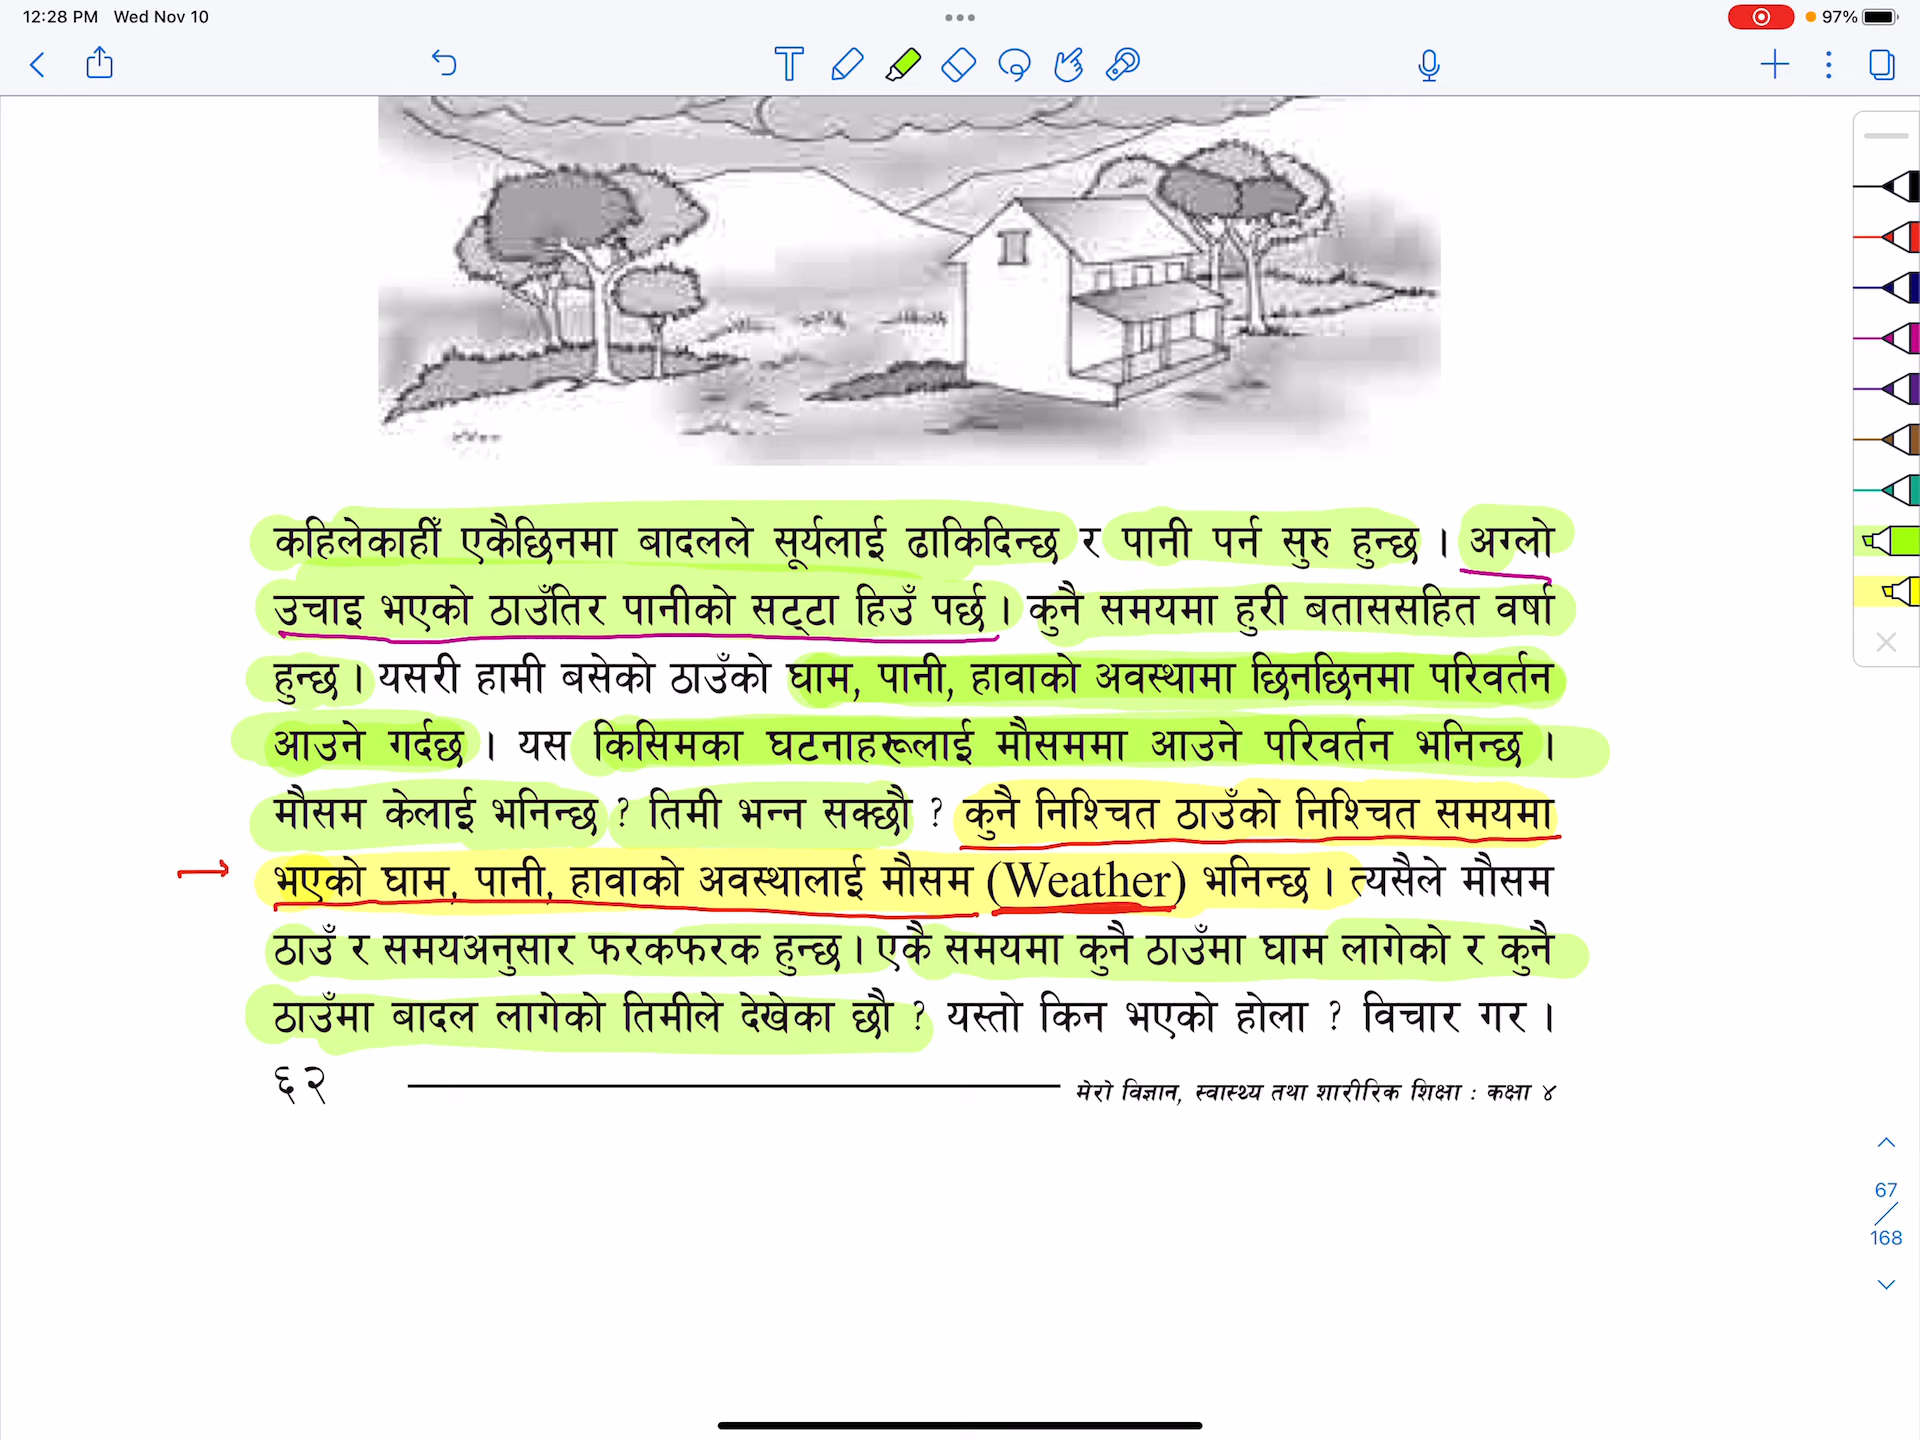 12:28 PM Wed Nov 10
97%
कहिलेकाहीँ एकैछिनमा बादलले सूर्यलाई ढाकिदिन्छ र पानी पर्न सुरु हुन्छ । अग्लो
उचाइ भएको ठाउँतिर पानीको सट्टा हिउँ पर्छ । कुनै समयमा हुरी बताससहित वर्षा
हुन्छ । यसरी हामी बसेको ठाउँको घाम, पानी, हावाको अवस्थामा छिनछिनमा परिवर्तन
आउने गर्दछ । यस किसिमका घटनाहरूलाई मौसममा आउने परिवर्तन भनिन्छ ।
मौसम केलाई भनिन्छ ? तिमी भन्न सक्छौ ? कुनै निश्चित ठाउँको निश्चित समयमा
भएको घाम, पानी, हावाको अवस्थालाई मौसम (Weather) भनिन्छ । त्यसैले मौसम
ठाउँ र समयअनुसार फरकफरक हुन्छ । एकै समयमा कुनै ठाउँमा घाम लागेको र कुनै
ठाउँमा बादल लागेको तिमीले देखेका छौ ? यस्तो किन भएको होला ? विचार गर ।
६२ मेरो विज्ञान, स्वास्थ्य तथा शारीरिक शिक्षा : कक्षा ४
67
168